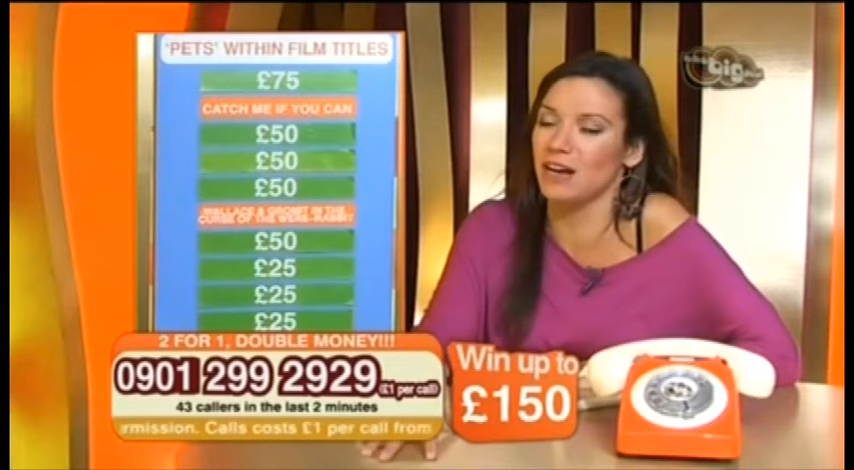 'PETS' WITHIN FILM TITLES
£75
CATCH ME IF YOU CAN
£50
£50
£50
WALLACE & GROMIT IN THE
CURSE OF THE WERE-RABBIT
£50
£25
£25
£25
the big
2 FOR 1, DOUBLE MONEY!!!
0901 299 2929 (£1 per call)
43 callers in the last 2 minutes
ermission. Calls costs £1 per call from
Win up to
£150